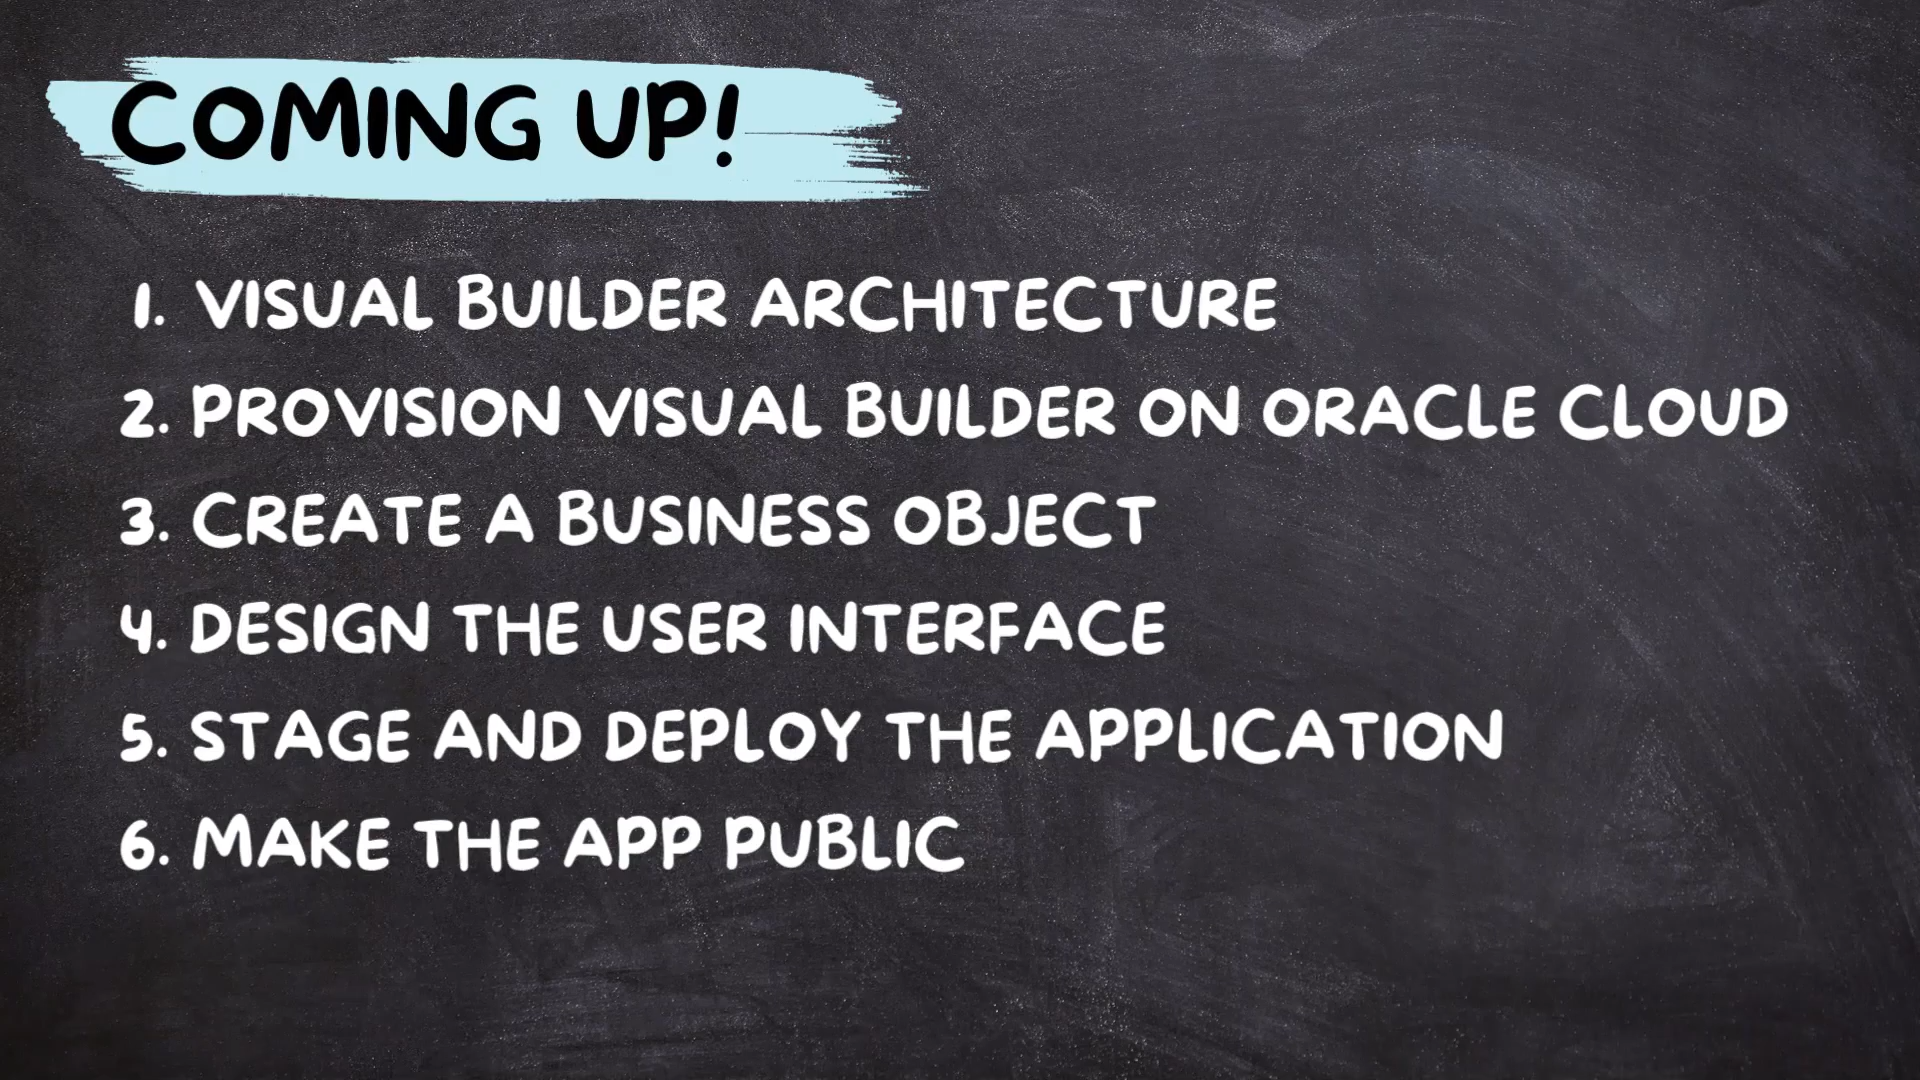 COMING UP!
1. VISUAL BUILDER ARCHITECTURE
2. PROVISION VISUAL BUILDER ON ORACLE CLOUD
3. CREATE A BUSINESS OBJECT
4. DESIGN THE USER INTERFACE
5. STAGE AND DEPLOY THE APPLICATION
6. MAKE THE APP PUBLIC